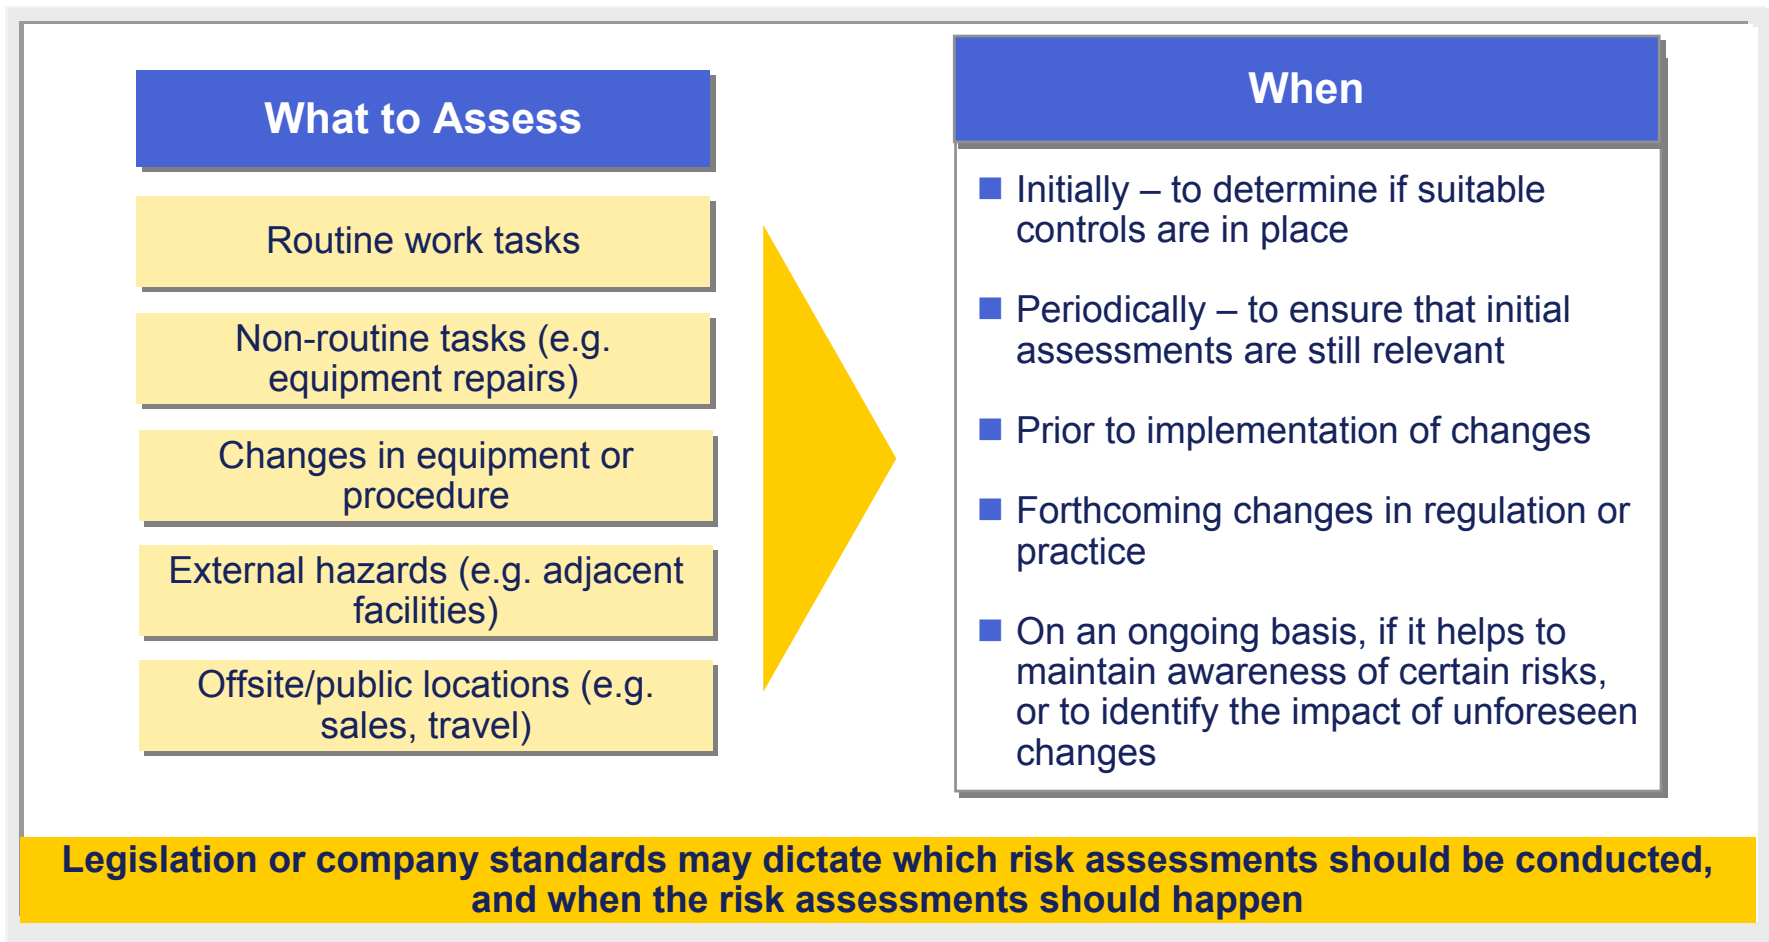 What to Assess
Routine work tasks
Non-routine tasks (e.g.
equipment repairs)
Changes in equipment or
procedure
External hazards (e.g. adjacent
facilities)
Offsite/public locations (e.g.
sales, travel)
When
Initially – to determine if suitable
controls are in place
Periodically – to ensure that initial
assessments are still relevant
Prior to implementation of changes
Forthcoming changes in regulation or
practice
On an ongoing basis, if it helps to
maintain awareness of certain risks,
or to identify the impact of unforeseen
changes
Legislation or company standards may dictate which risk assessments should be conducted,
and when the risk assessments should happen